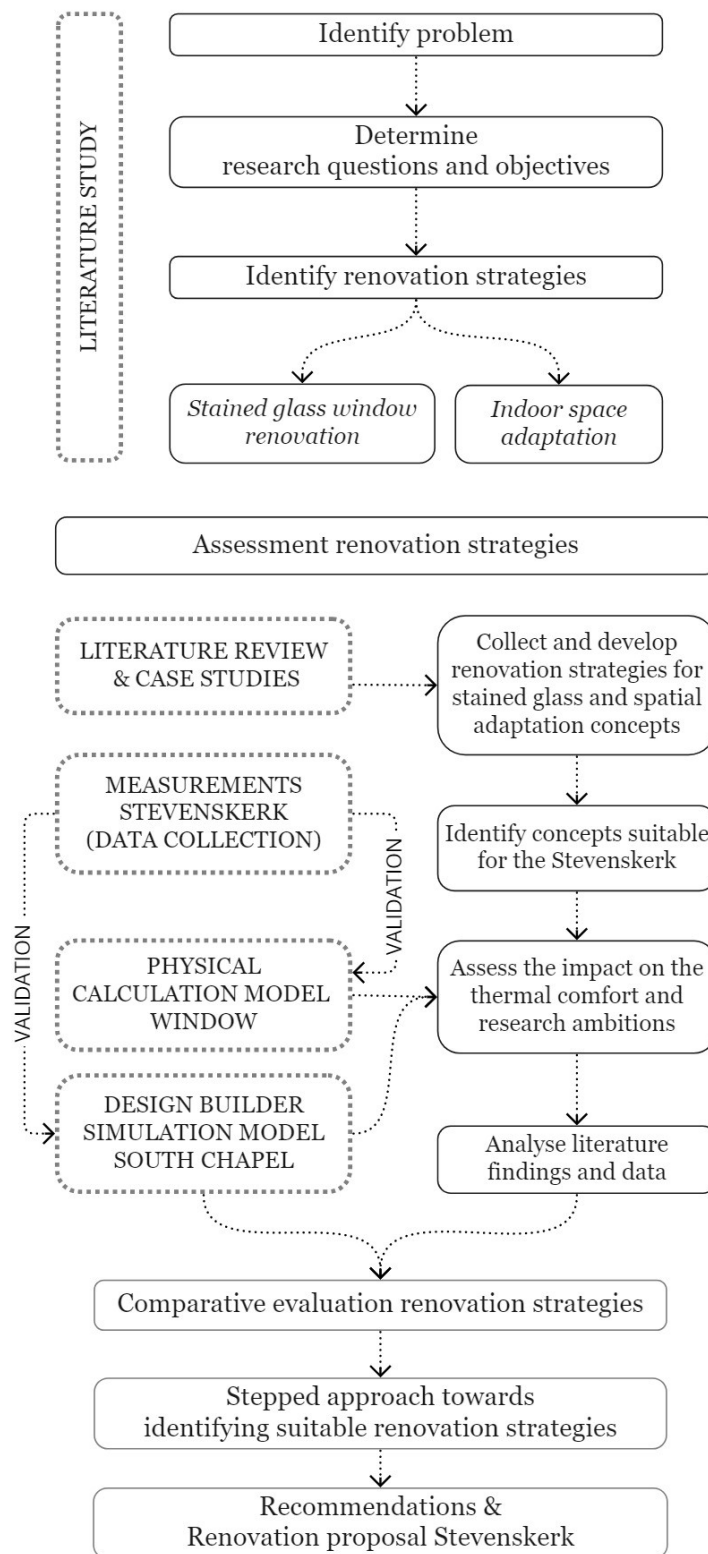 LITERATURE STUDY
Identify problem
Determine
research questions and objectives
Identify renovation strategies
Stained glass window
renovation
Indoor space
adaptation
Assessment renovation strategies
LITERATURE REVIEW
& CASE STUDIES
Collect and develop
renovation strategies for
stained glass and spatial
adaptation concepts
MEASUREMENTS
STEVENSKERK
(DATA COLLECTION)
Identify concepts suitable
for the Stevenskerk
VALIDATION
VALIDATION
PHYSICAL
CALCULATION MODEL
WINDOW
Assess the impact on the
thermal comfort and
research ambitions
DESIGN BUILDER
SIMULATION MODEL
SOUTH CHAPEL
Analyse literature
findings and data
Comparative evaluation renovation strategies
Stepped approach towards
identifying suitable renovation strategies
Recommendations &
Renovation proposal Stevenskerk